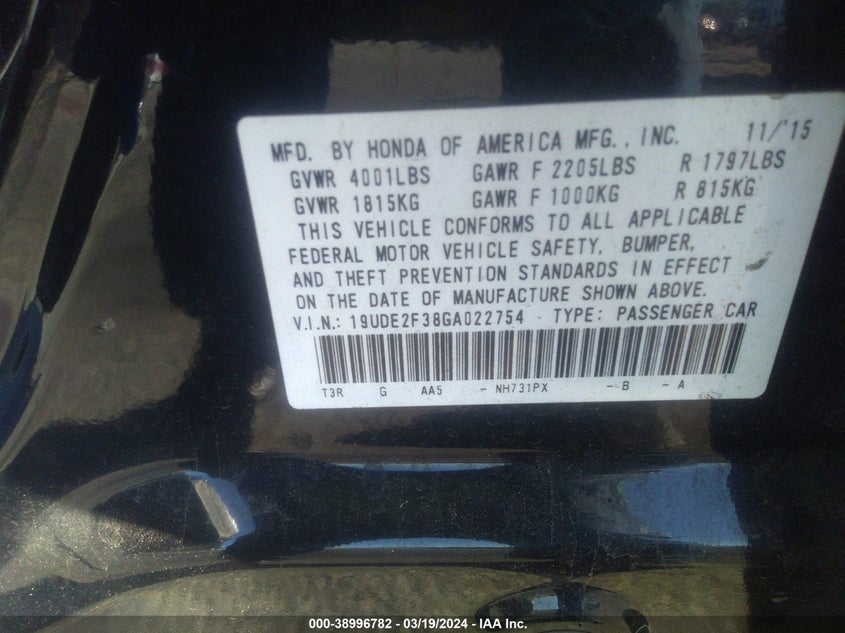 MFD. BY HONDA OF AMERICA MFG., INC. 11/'15
GVWR 4001LBS GAWR F 2205LBS R 1797LBS
GVWR 1815KG GAWR F 1000KG R 815KG
THIS VEHICLE CONFORMS TO ALL APPLICABLE
FEDERAL MOTOR VEHICLE SAFETY, BUMPER,
AND THEFT PREVENTION STANDARDS IN EFFECT
ON THE DATE OF MANUFACTURE SHOWN ABOVE.
V.I.N.: 19UDE2F38GA022754 TYPE: PASSENGER CAR
T3R G AA5 - NH731PX - B - A
000-38996782 — 03/19/2024 — IAA Inc.